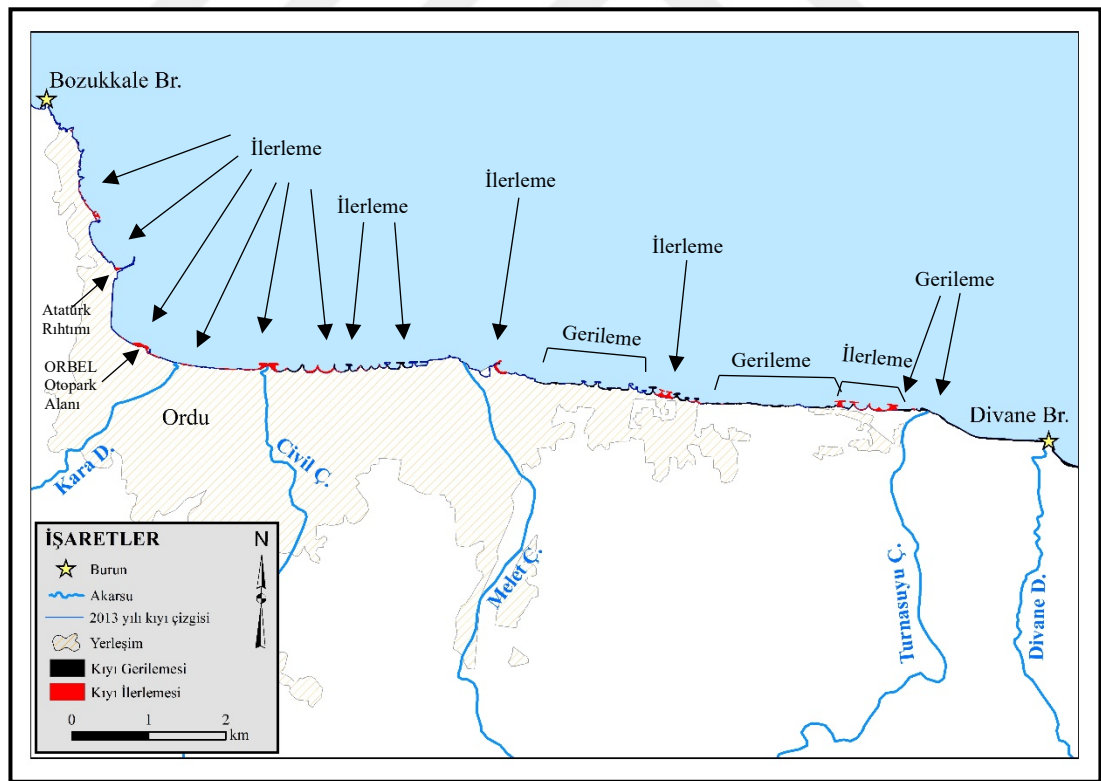 Bozukkale Br.
İlerleme
İlerleme
İlerleme
İlerleme
Gerileme
Atatürk
Rıhtımı
Gerileme
Gerileme
İlerleme
ORBEL
Otopark
Alanı
Ordu
Divane Br.
Kara D.
Civil Ç.
Melet Ç.
Turnasuyu Ç.
Divane D.
İŞARETLER
N
Burun
Akarsu
2013 yılı kıyı çizgisi
Yerleşim
Kıyı Gerilemesi
Kıyı İlerlemesi
0 1 2
km